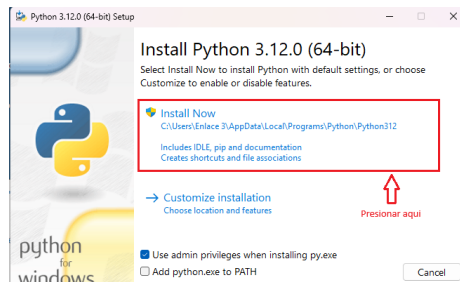 Python 3.12.0 (64-bit) Setup
Install Python 3.12.0 (64-bit)
Select Install Now to install Python with default settings, or choose
Customize to enable or disable features.
Install Now
C:\Users\Enlace 3\AppData\Local\Programs\Python\Python312
Includes IDLE, pip and documentation
Creates shortcuts and file associations
→ Customize installation
Choose location and features
Presionar aqui
python
for
windows
Use admin privileges when installing py.exe
Add python.exe to PATH
Cancel